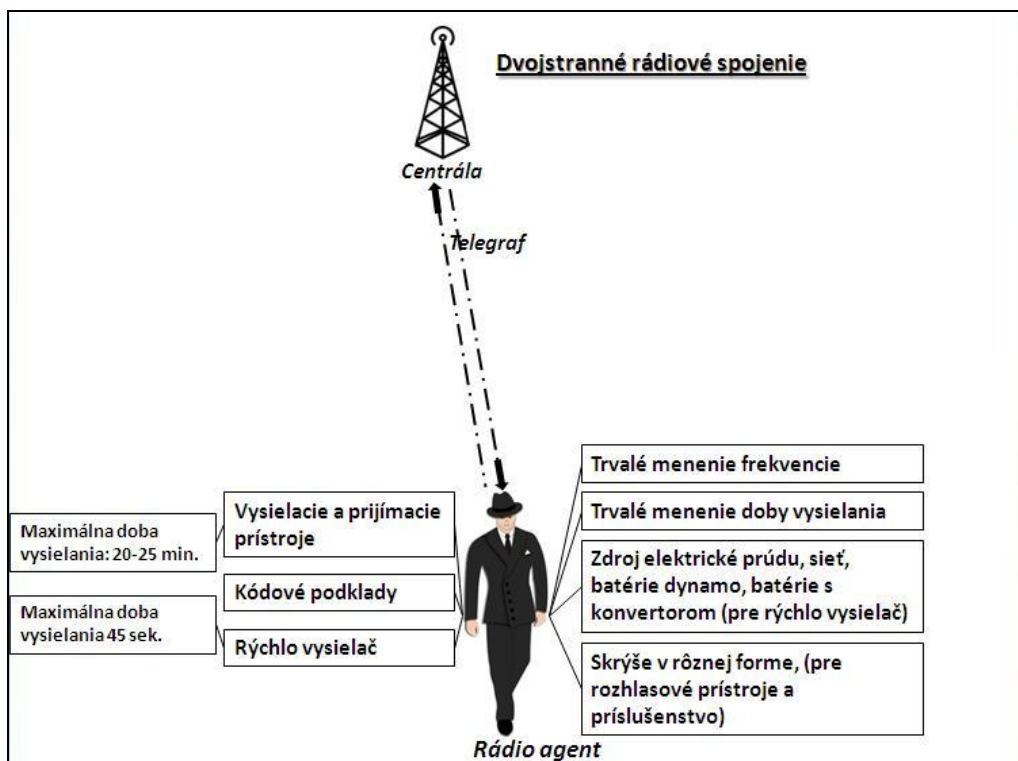 Dvojstranné rádiové spojenie
Centrála
Telegraf
Maximálna doba
vysielania: 20-25 min.
Maximálna doba
vysielania 45 sek.
Vysielacie a prijímacie
prístroje
Kódové podklady
Rýchlo vysielač
Trvalé menenie frekvencie
Trvalé menenie doby vysielania
Zdroj elektrické prúdu, sieť,
batérie dynamo, batérie s
konvertorom (pre rýchlo vysielač)
Skrýše v rôznej forme, (pre
rozhlasové prístroje a
príslušenstvo)
Rádio agent